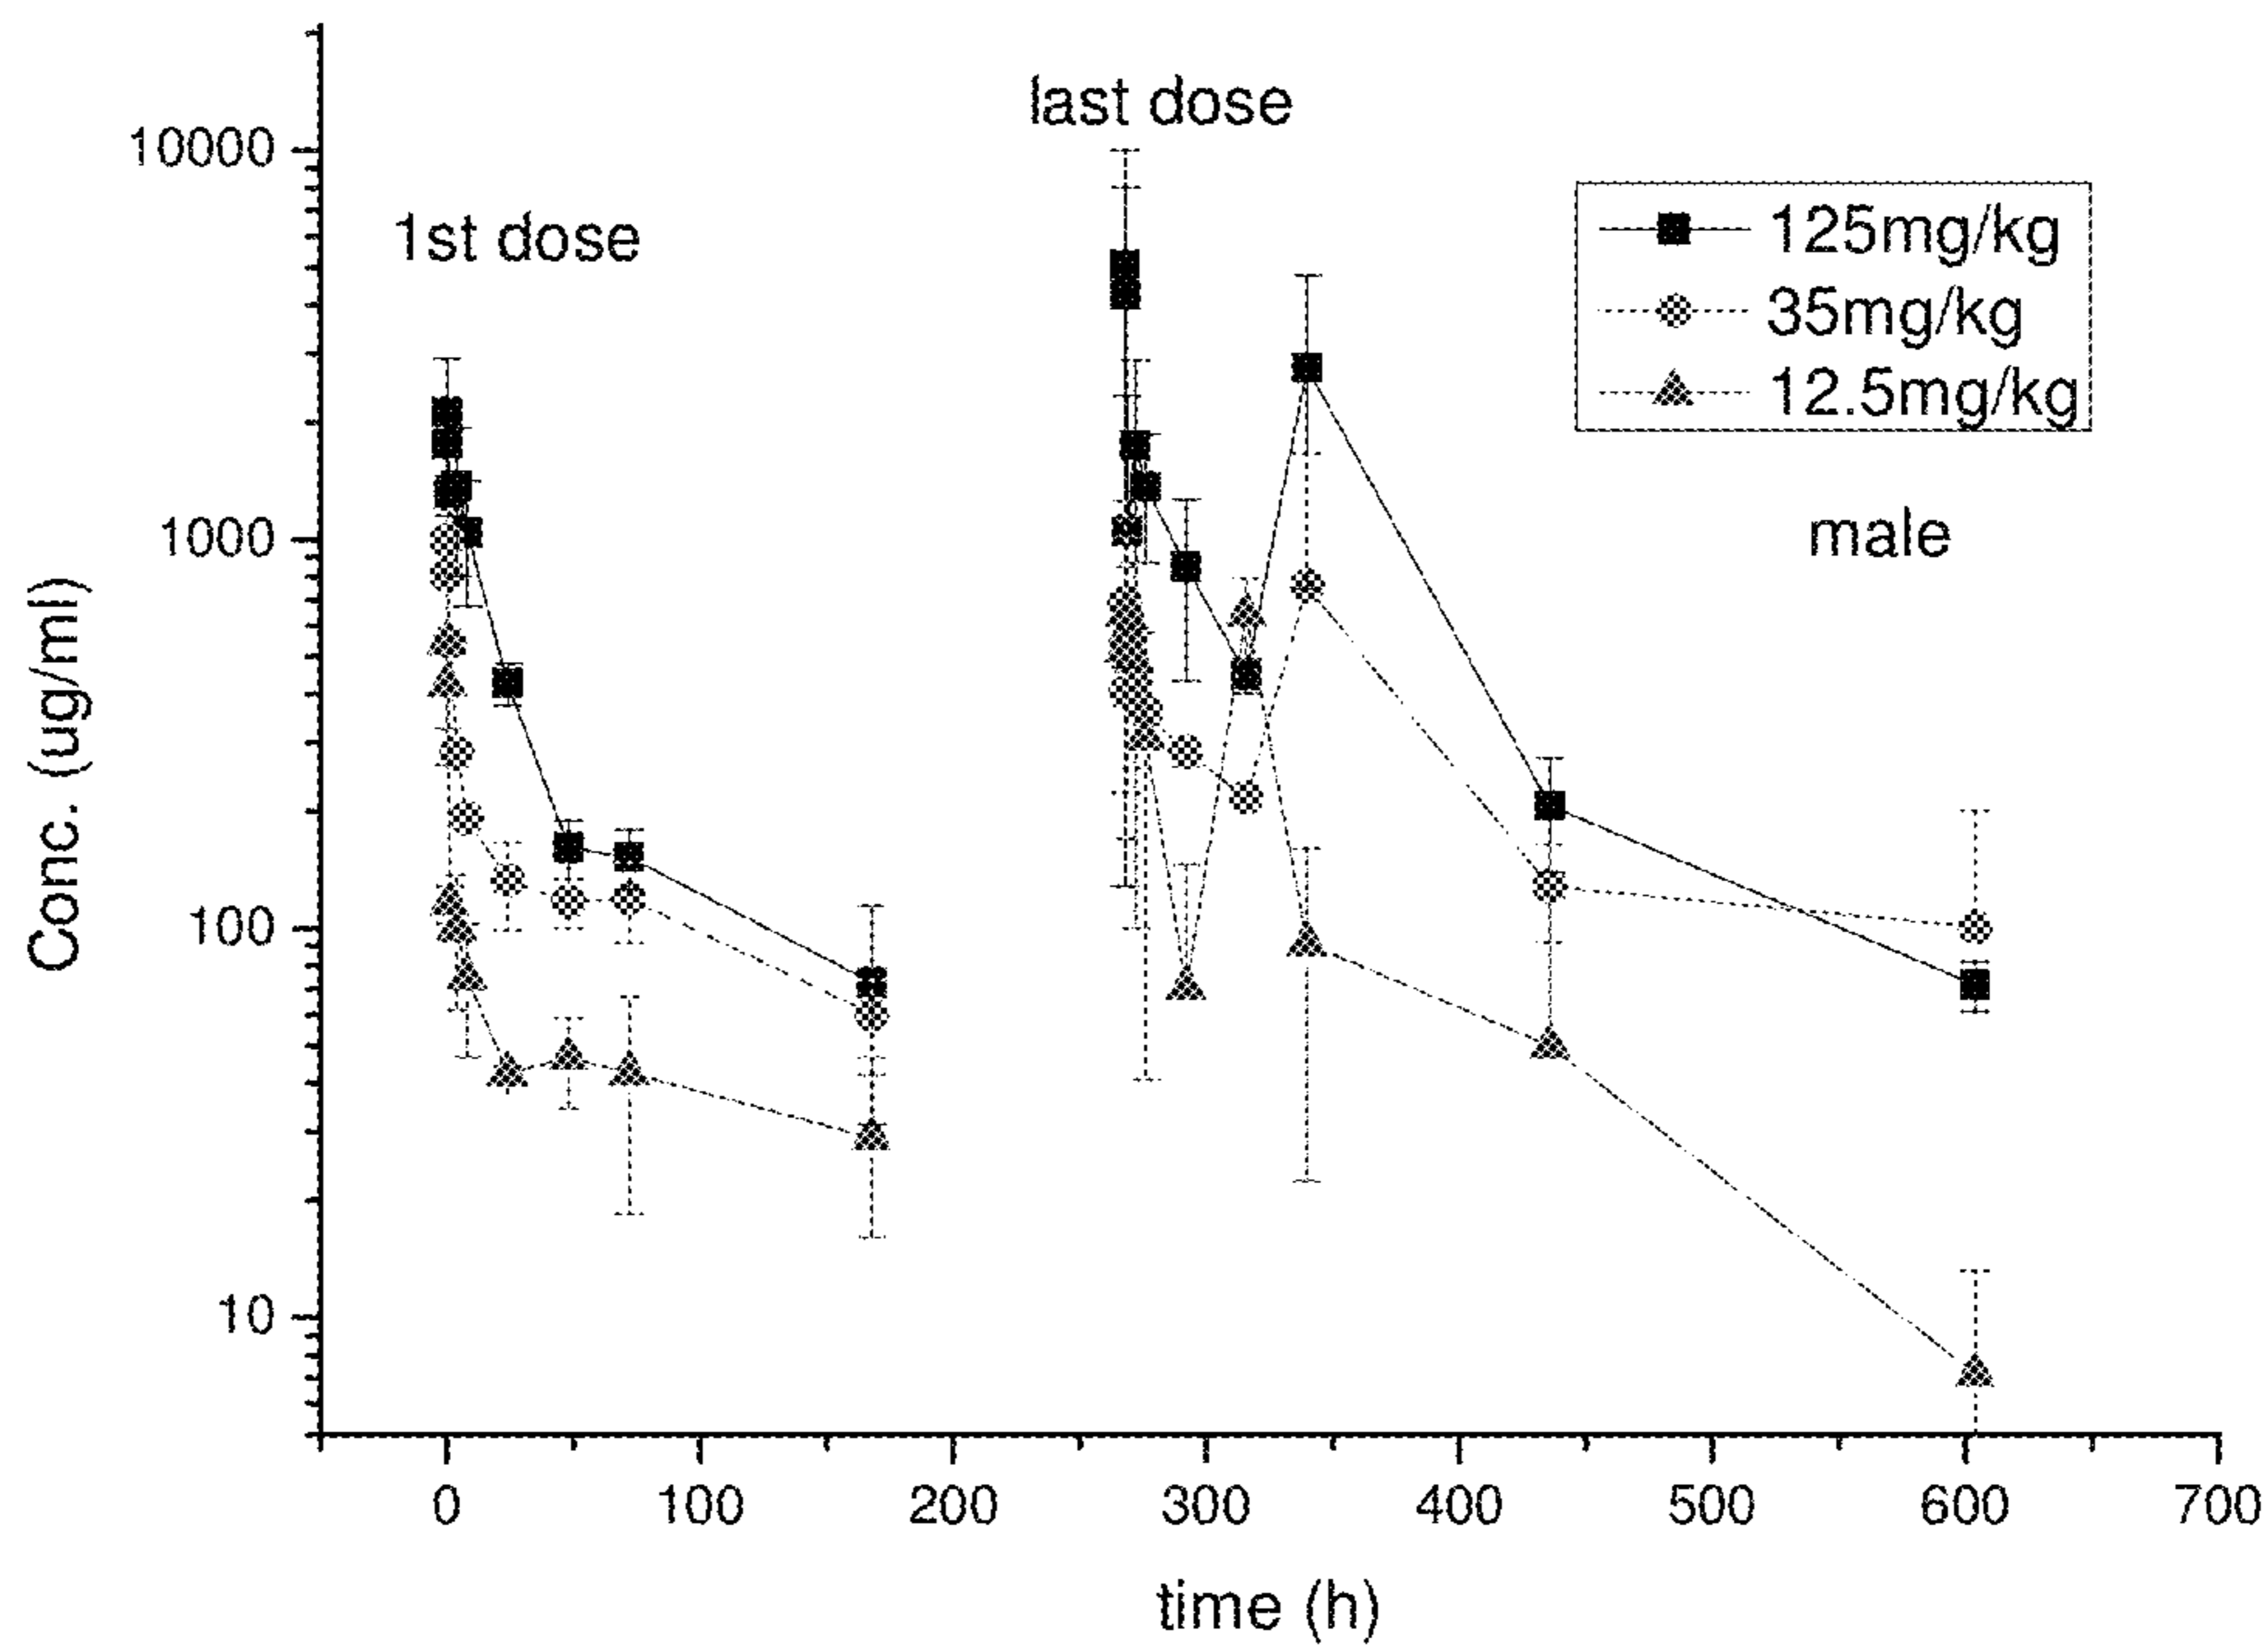 last dose
10000
1st dose
125mg/kg
35mg/kg
12.5mg/kg
1000
male
Conc. (ug/ml)
100
10
0 100 200 300 400 500 600 700
time (h)